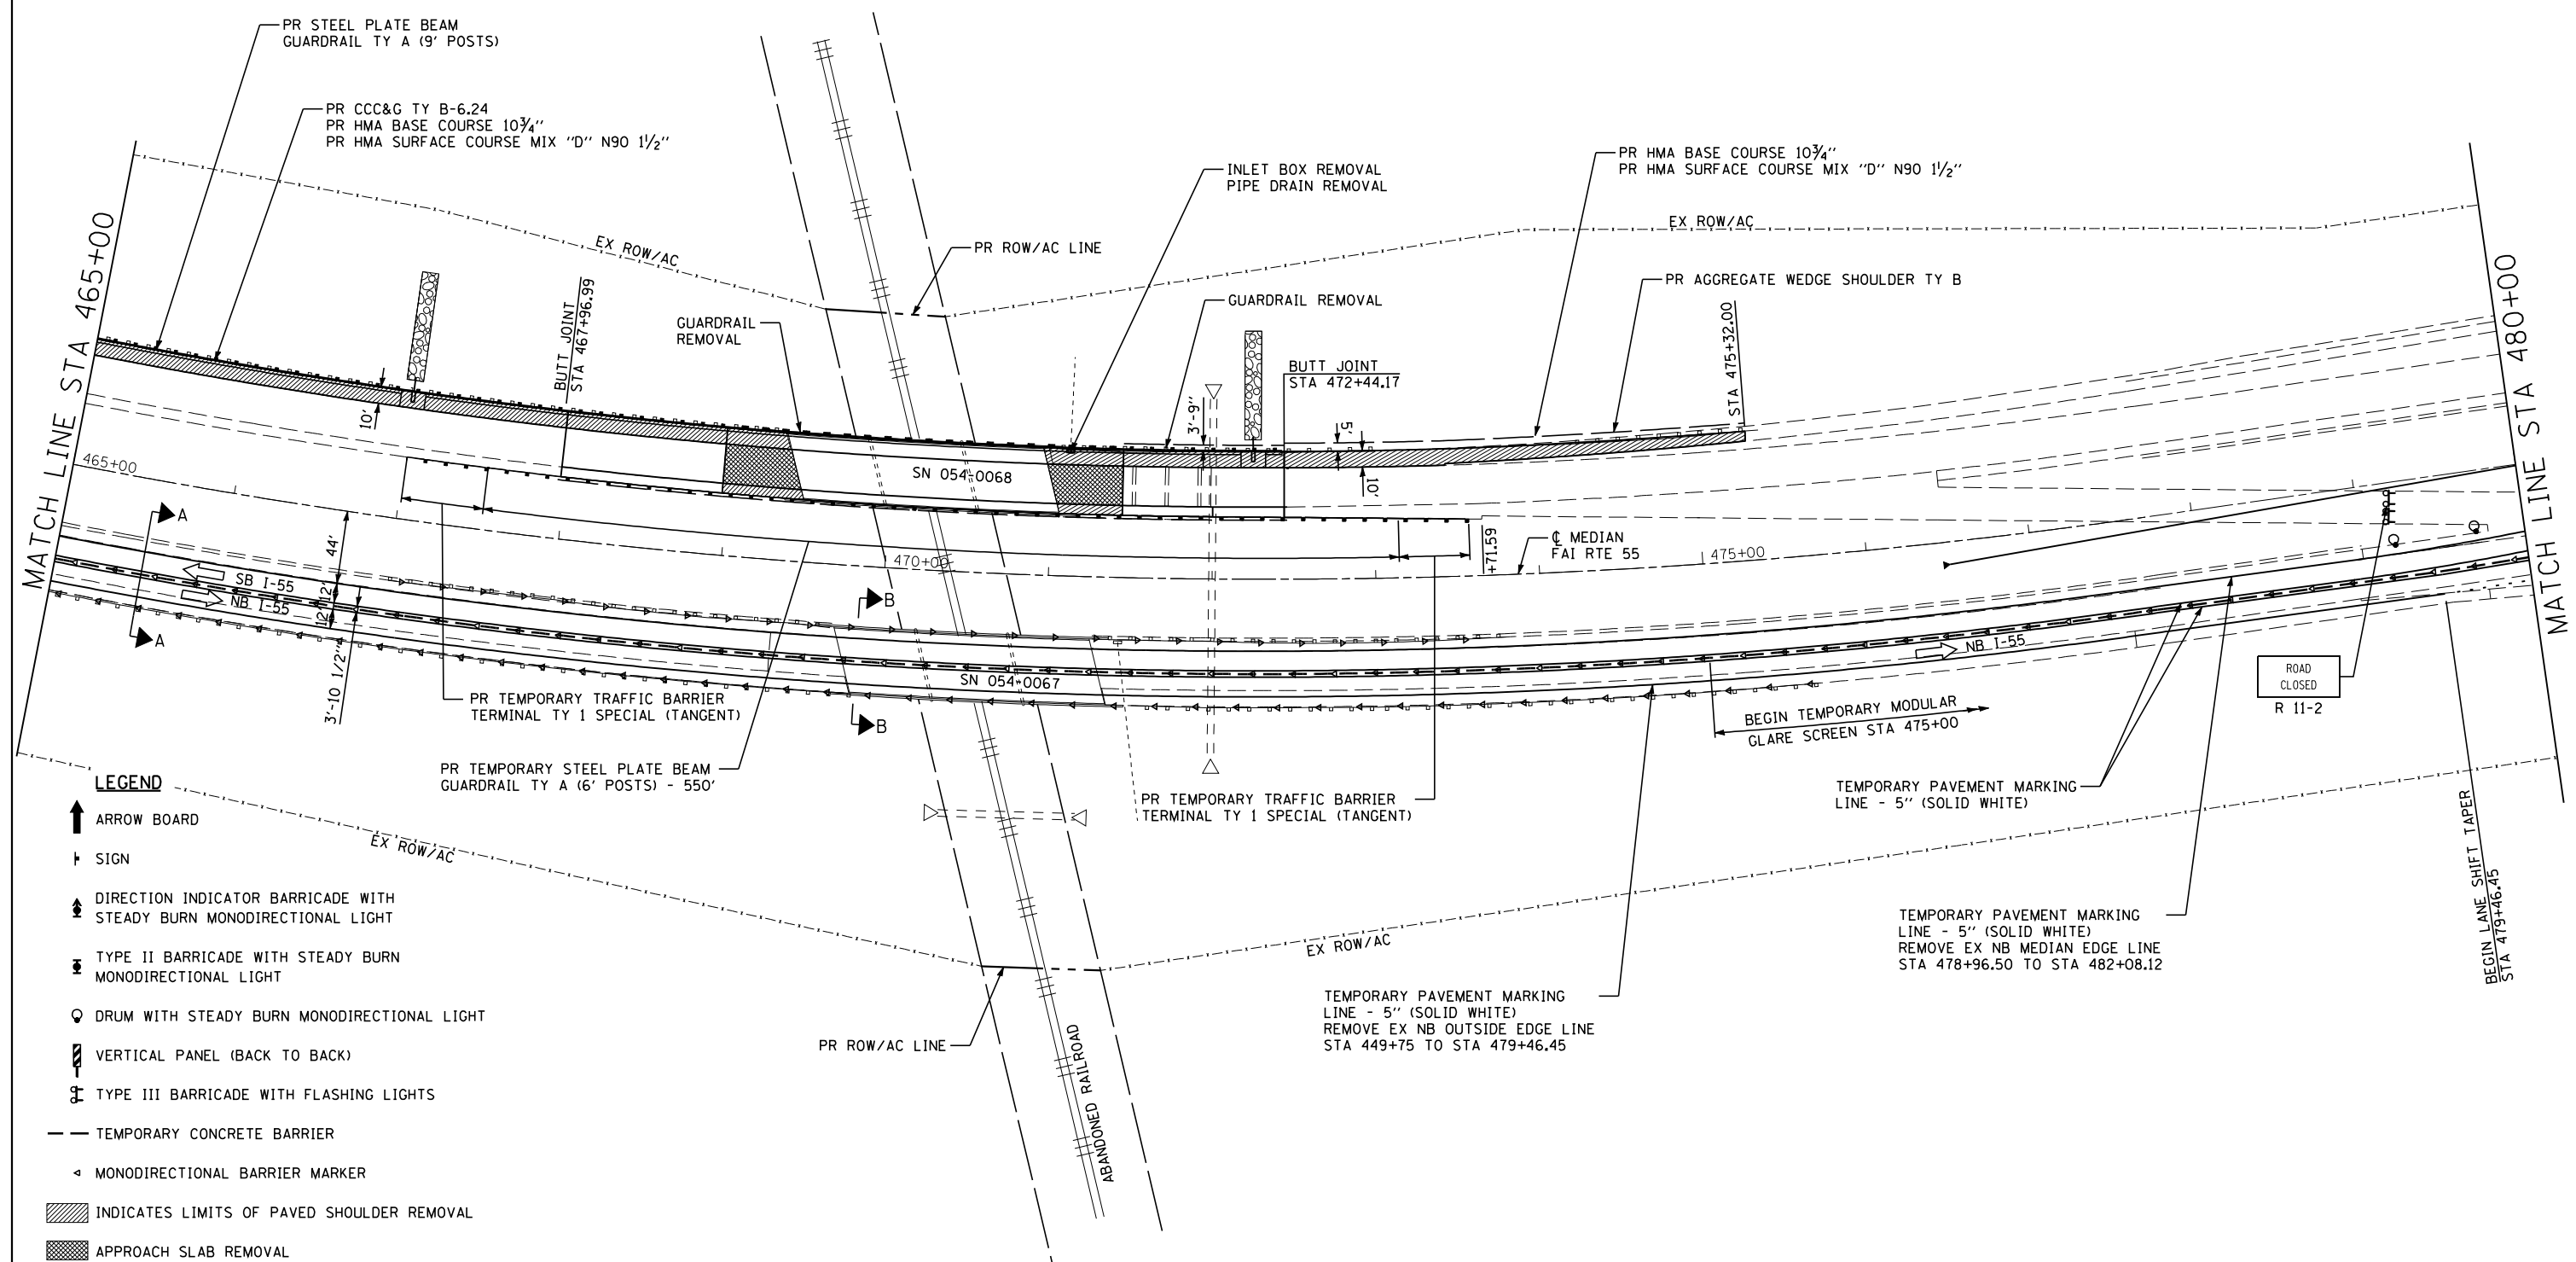 PR STEEL PLATE BEAM
GUARDRAIL TY A (9' POSTS)
PR CCC&G TY B-6.24
PR HMA BASE COURSE 10¾"
PR HMA SURFACE COURSE MIX "D" N90 1½"
INLET BOX REMOVAL
PIPE DRAIN REMOVAL
PR HMA BASE COURSE 10¾"
PR HMA SURFACE COURSE MIX "D" N90 1½"
EX ROW/AC
PR ROW/AC LINE
EX ROW/AC
PR AGGREGATE WEDGE SHOULDER TY B
GUARDRAIL REMOVAL
GUARDRAIL
REMOVAL
BUTT JOINT
STA 467+96.99
BUTT JOINT
STA 472+44.17
STA 475+32.00
MATCH LINE STA 465+00
MATCH LINE STA 480+00
10'
3'-9"
5'
10'
465+00
SN 054-0068
44'
A
A
12'
12'
SB I-55
NB I-55
3'-10 1/2"
470+00
B
B
+71.59
℄ MEDIAN
FAI RTE 55
475+00
SN 054-0067
NB I-55
PR TEMPORARY TRAFFIC BARRIER
TERMINAL TY 1 SPECIAL (TANGENT)
PR TEMPORARY STEEL PLATE BEAM
GUARDRAIL TY A (6' POSTS) - 550'
PR TEMPORARY TRAFFIC BARRIER
TERMINAL TY 1 SPECIAL (TANGENT)
BEGIN TEMPORARY MODULAR
GLARE SCREEN STA 475+00
ROAD
CLOSED
R 11-2
TEMPORARY PAVEMENT MARKING
LINE - 5" (SOLID WHITE)
BEGIN LANE SHIFT TAPER
STA 479+46.45
TEMPORARY PAVEMENT MARKING
LINE - 5" (SOLID WHITE)
REMOVE EX NB MEDIAN EDGE LINE
STA 478+96.50 TO STA 482+08.12
TEMPORARY PAVEMENT MARKING
LINE - 5" (SOLID WHITE)
REMOVE EX NB OUTSIDE EDGE LINE
STA 449+75 TO STA 479+46.45
EX ROW/AC
EX ROW/AC
PR ROW/AC LINE
ABANDONED RAILROAD
LEGEND
ARROW BOARD
SIGN
DIRECTION INDICATOR BARRICADE WITH
STEADY BURN MONODIRECTIONAL LIGHT
TYPE II BARRICADE WITH STEADY BURN
MONODIRECTIONAL LIGHT
DRUM WITH STEADY BURN MONODIRECTIONAL LIGHT
VERTICAL PANEL (BACK TO BACK)
TYPE III BARRICADE WITH FLASHING LIGHTS
TEMPORARY CONCRETE BARRIER
MONODIRECTIONAL BARRIER MARKER
INDICATES LIMITS OF PAVED SHOULDER REMOVAL
APPROACH SLAB REMOVAL